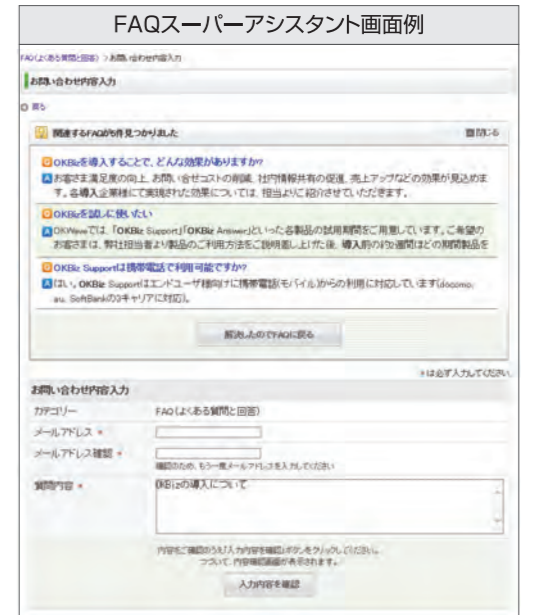 FAQスーパーアシスタント画面例
FAQ(よくある質問と回答) > お問い合わせ内容入力
お問い合わせ内容入力
戻る
関連するFAQが5件見つかりました 閉じる
OKBizを導入することで、どんな効果がありますか?
お客さま満足度の向上、お問い合せコストの削減、社内情報共有の促進、売上アップなどの効果が見込めま
す。各導入企業様にて実現された効果については、担当よりご紹介させていただきます。
OKBizを試しに使いたい
OKWaveでは、「OKBiz Support」「OKBiz Answer」といった各製品の試用期間をご用意しています。ご希望の
お客さまは、弊社担当者より製品のご利用方法をご説明差し上げた後、導入前の約2週間ほどの期間製品を
OKBiz Supportは携帯電話で利用可能ですか?
はい。OKBiz Supportはエンドユーザ様向けに携帯電話(モバイル)からの利用に対応しています(docomo,
au, SoftBankの3キャリアに対応)。
解決したのでFAQに戻る
*は必ず入力してください。
お問い合わせ内容入力
カテゴリー FAQ(よくある質問と回答)
メールアドレス *
メールアドレス確認 *
確認のため、もう一度メールアドレスを入力してください
質問内容 * OKBizの導入について
内容をご確認のうえ「入力内容を確認」ボタンをクリックしてください。
つづいて、内容確認画面が表示されます。
入力内容を確認